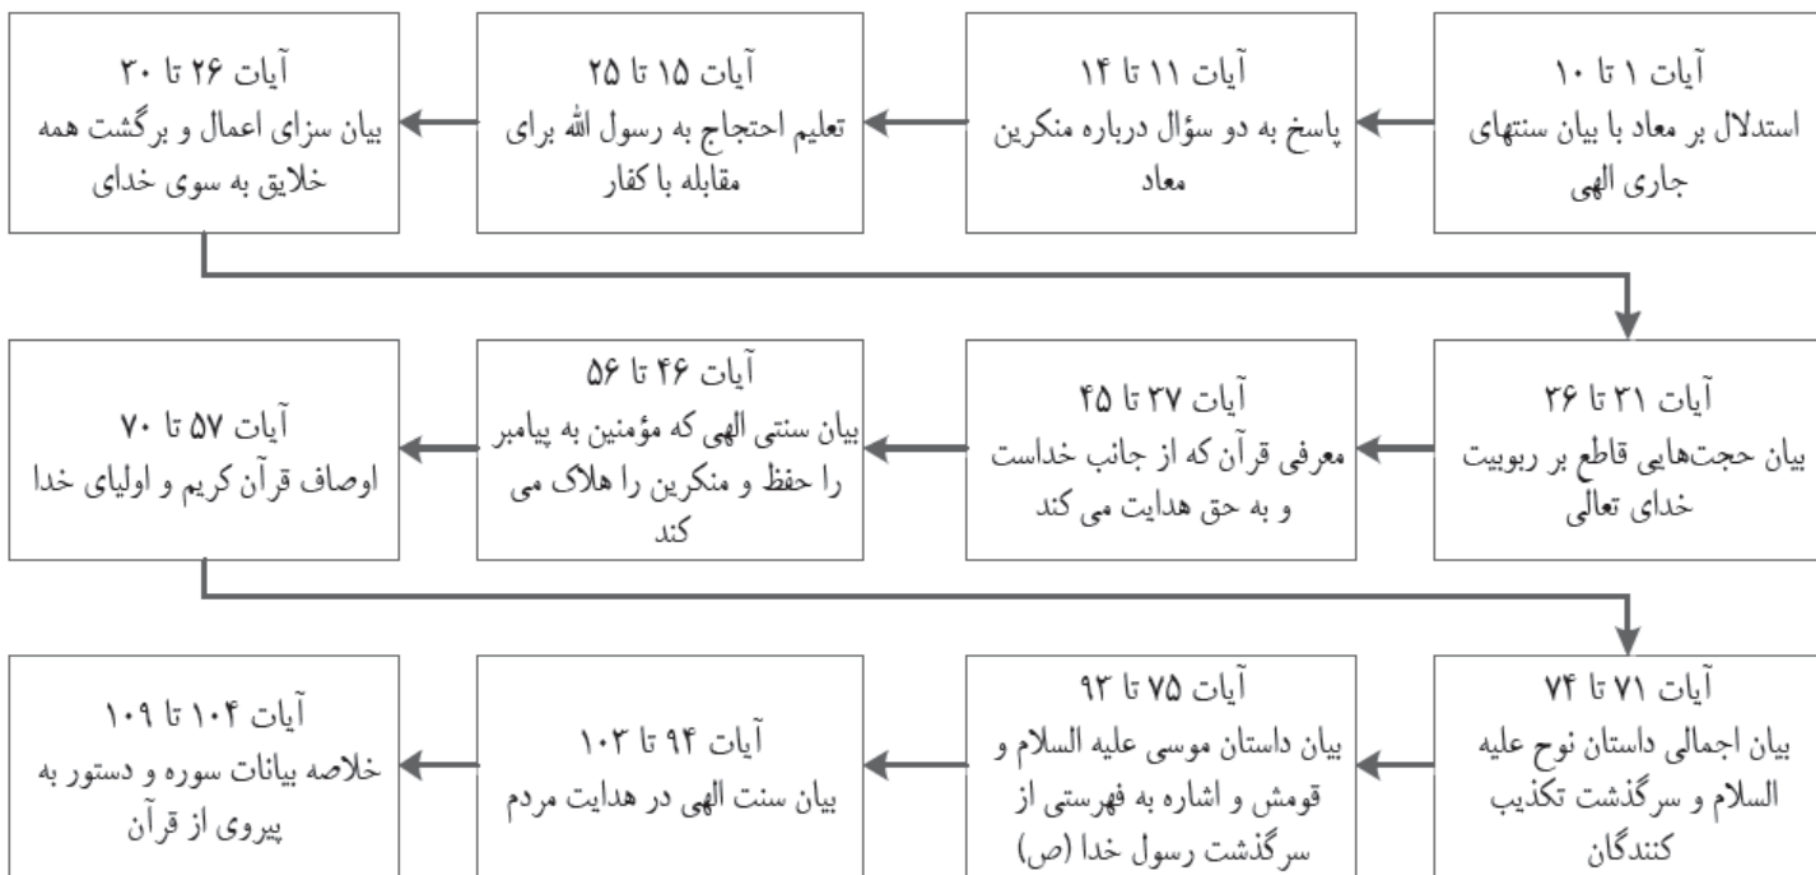 آیات ۱ تا ۱۰
استدلال بر معاد با بیان سنتهای
جاری الهی
آیات ۱۱ تا ۱۴
پاسخ به دو سؤال درباره منکرین
معاد
آیات ۱۵ تا ۲۵
تعلیم احتجاج به رسول الله برای
مقابله با کفار
آیات ۲۶ تا ۳۰
بیان سزای اعمال و برگشت همه
خلایق به سوی خدای
آیات ۳۱ تا ۳۶
بیان حجت‌هایی قاطع بر ربوبیت
خدای تعالی
آیات ۳۷ تا ۴۵
معرفی قرآن که از جانب خداست
و به حق هدایت می کند
آیات ۴۶ تا ۵۶
بیان سنتی الهی که مؤمنین به پیامبر
را حفظ و منکرین را هلاک می
کند
آیات ۵۷ تا ۷۰
اوصاف قرآن کریم و اولیای خدا
آیات ۷۱ تا ۷۴
بیان اجمالی داستان نوح علیه
السلام و سرگذشت تکذیب
کنندگان
آیات ۷۵ تا ۹۳
بیان داستان موسی علیه السلام و
قومش و اشاره به فهرستی از
سرگذشت رسول خدا (ص)
آیات ۹۴ تا ۱۰۳
بیان سنت الهی در هدایت مردم
آیات ۱۰۴ تا ۱۰۹
خلاصه بیانات سوره و دستور به
پیروی از قرآن